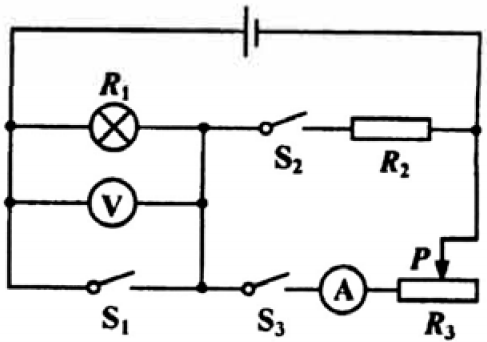 R₁
S₂
R₂
V
P
S₁
S₃
A
R₃